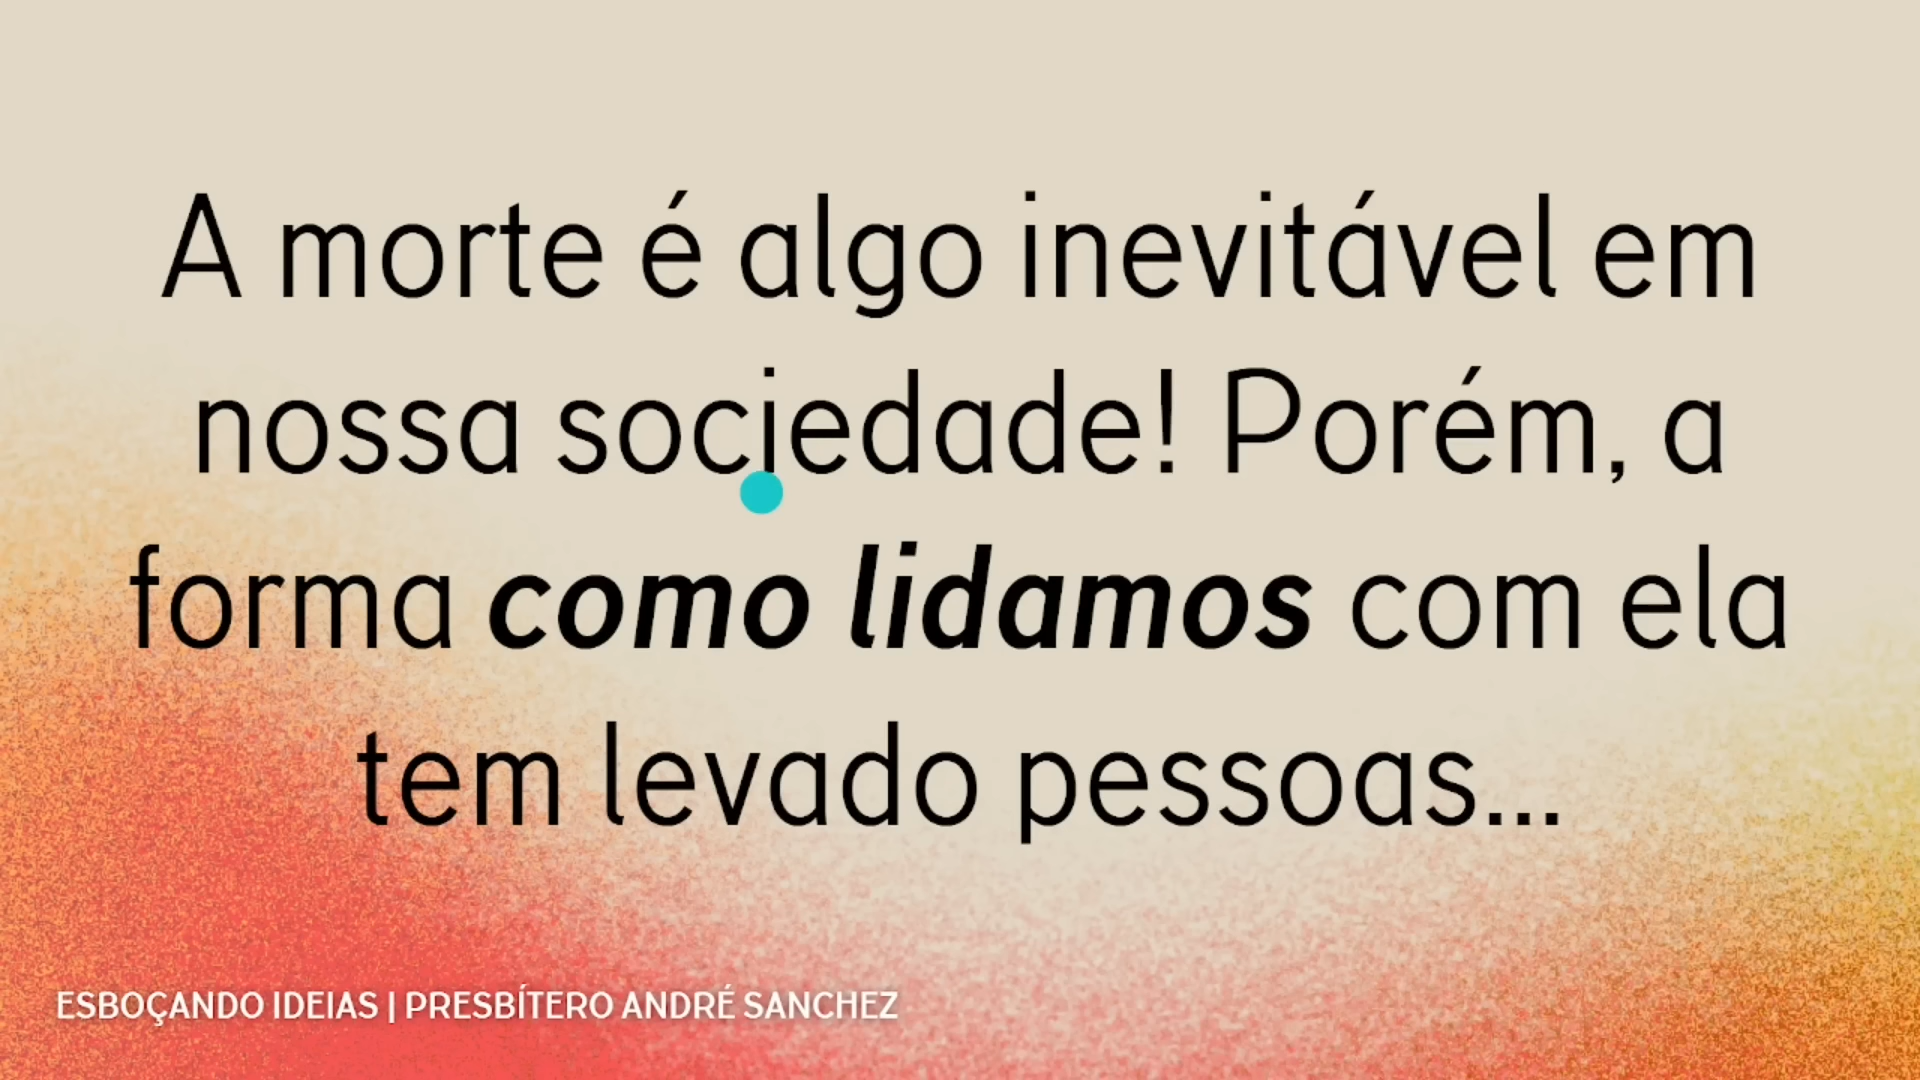 A morte é algo inevitável em
nossa sociedade! Porém, a
forma como lidamos com ela
tem levado pessoas...
ESBOÇANDO IDEIAS | PRESBÍTERO ANDRÉ SANCHEZ